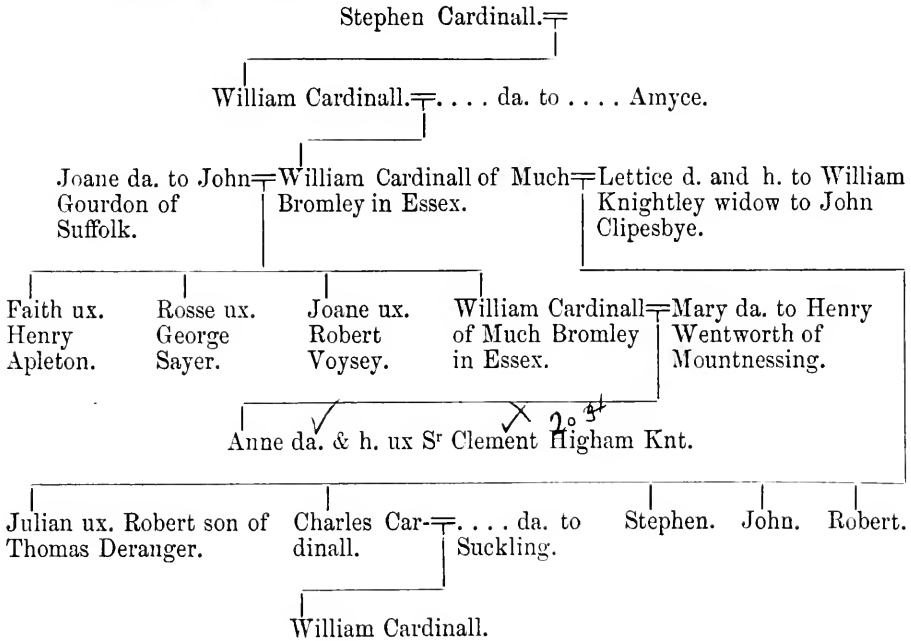 Stephen Cardinall.
William Cardinall. . . . . da. to . . . . Amyce.
Joane da. to John
Gourdon of
Suffolk.
William Cardinall of Much
Bromley in Essex.
Lettice d. and h. to William
Knightley widow to John
Clipesbye.
Faith ux.
Henry
Apleton.
Rosse ux.
George
Sayer.
Joane ux.
Robert
Voysey.
William Cardinall
of Much Bromley
in Essex.
Mary da. to Henry
Wentworth of
Mountnessing.
Anne da. & h. ux Sr Clement Higham Knt.
Julian ux. Robert son of
Thomas Deranger.
Charles Car-
dinall.
. . . . da. to
Suckling.
Stephen.
John.
Robert.
William Cardinall.